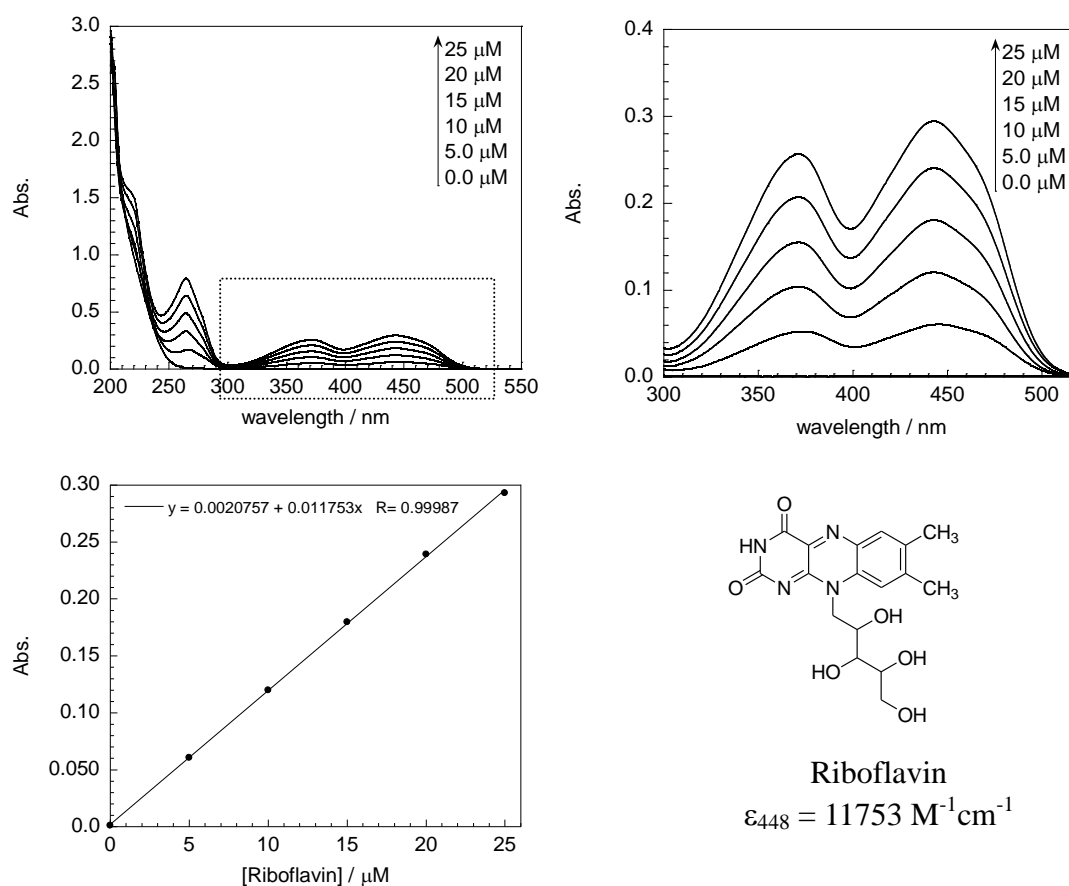 3.0
2.5
2.0
1.5
1.0
0.5
0.0
Abs.
200 250 300 350 400 450 500 550
wavelength / nm
25 μM
20 μM
15 μM
10 μM
5.0 μM
0.0 μM
0.4
0.3
0.2
0.1
0.0
Abs.
300 350 400 450 500
wavelength / nm
25 μM
20 μM
15 μM
10 μM
5.0 μM
0.0 μM
0.30
0.25
0.20
0.15
0.10
0.050
0.0
Abs.
y = 0.0020757 + 0.011753x R= 0.99987
0 5 10 15 20 25
[Riboflavin] / μM
O
N CH₃
HN
O N N CH₃
OH
HO OH
OH
Riboflavin
ε₄₄₈ = 11753 M⁻¹cm⁻¹